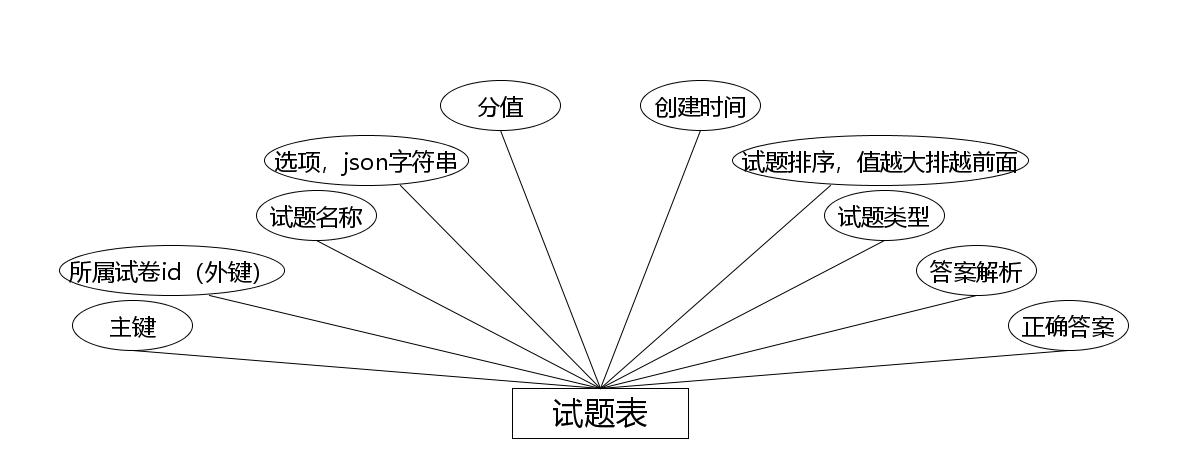 分值
创建时间
选项，json字符串
试题排序，值越大排越前面
试题名称
试题类型
所属试卷id（外键）
答案解析
主键
正确答案
试题表